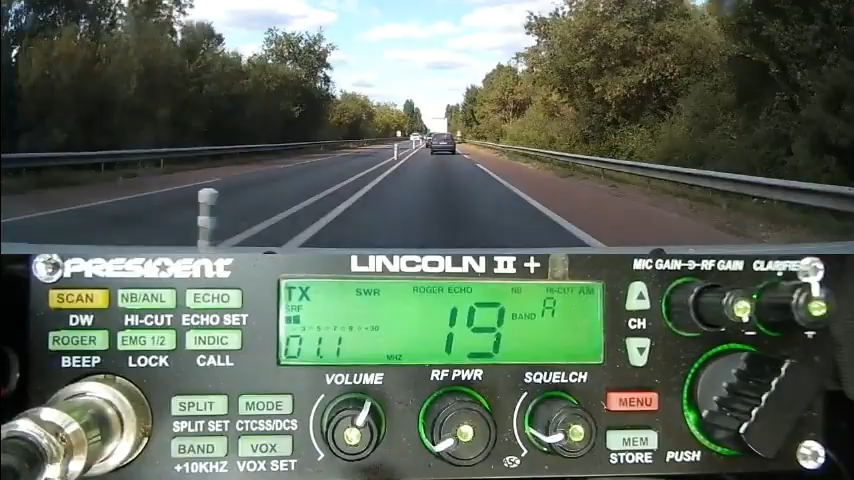 PRESIDENT LINCOLN II + MIC GAIN RF GAIN CLARIFIER
SCAN NB/ANL ECHO
DW HI-CUT ECHO SET
ROGER EMG 1/2 INDIC
BEEP LOCK CALL
TX SWR ROGER ECHO NB HI-CUT AM
SRF
01.1 MHZ 19 BAND A
CH
VOLUME RF PWR SQUELCH
SPLIT MODE MENU
SPLIT SET CTCSS/DCS
BAND VOX MEM
+10KHZ VOX SET ASC STORE PUSH